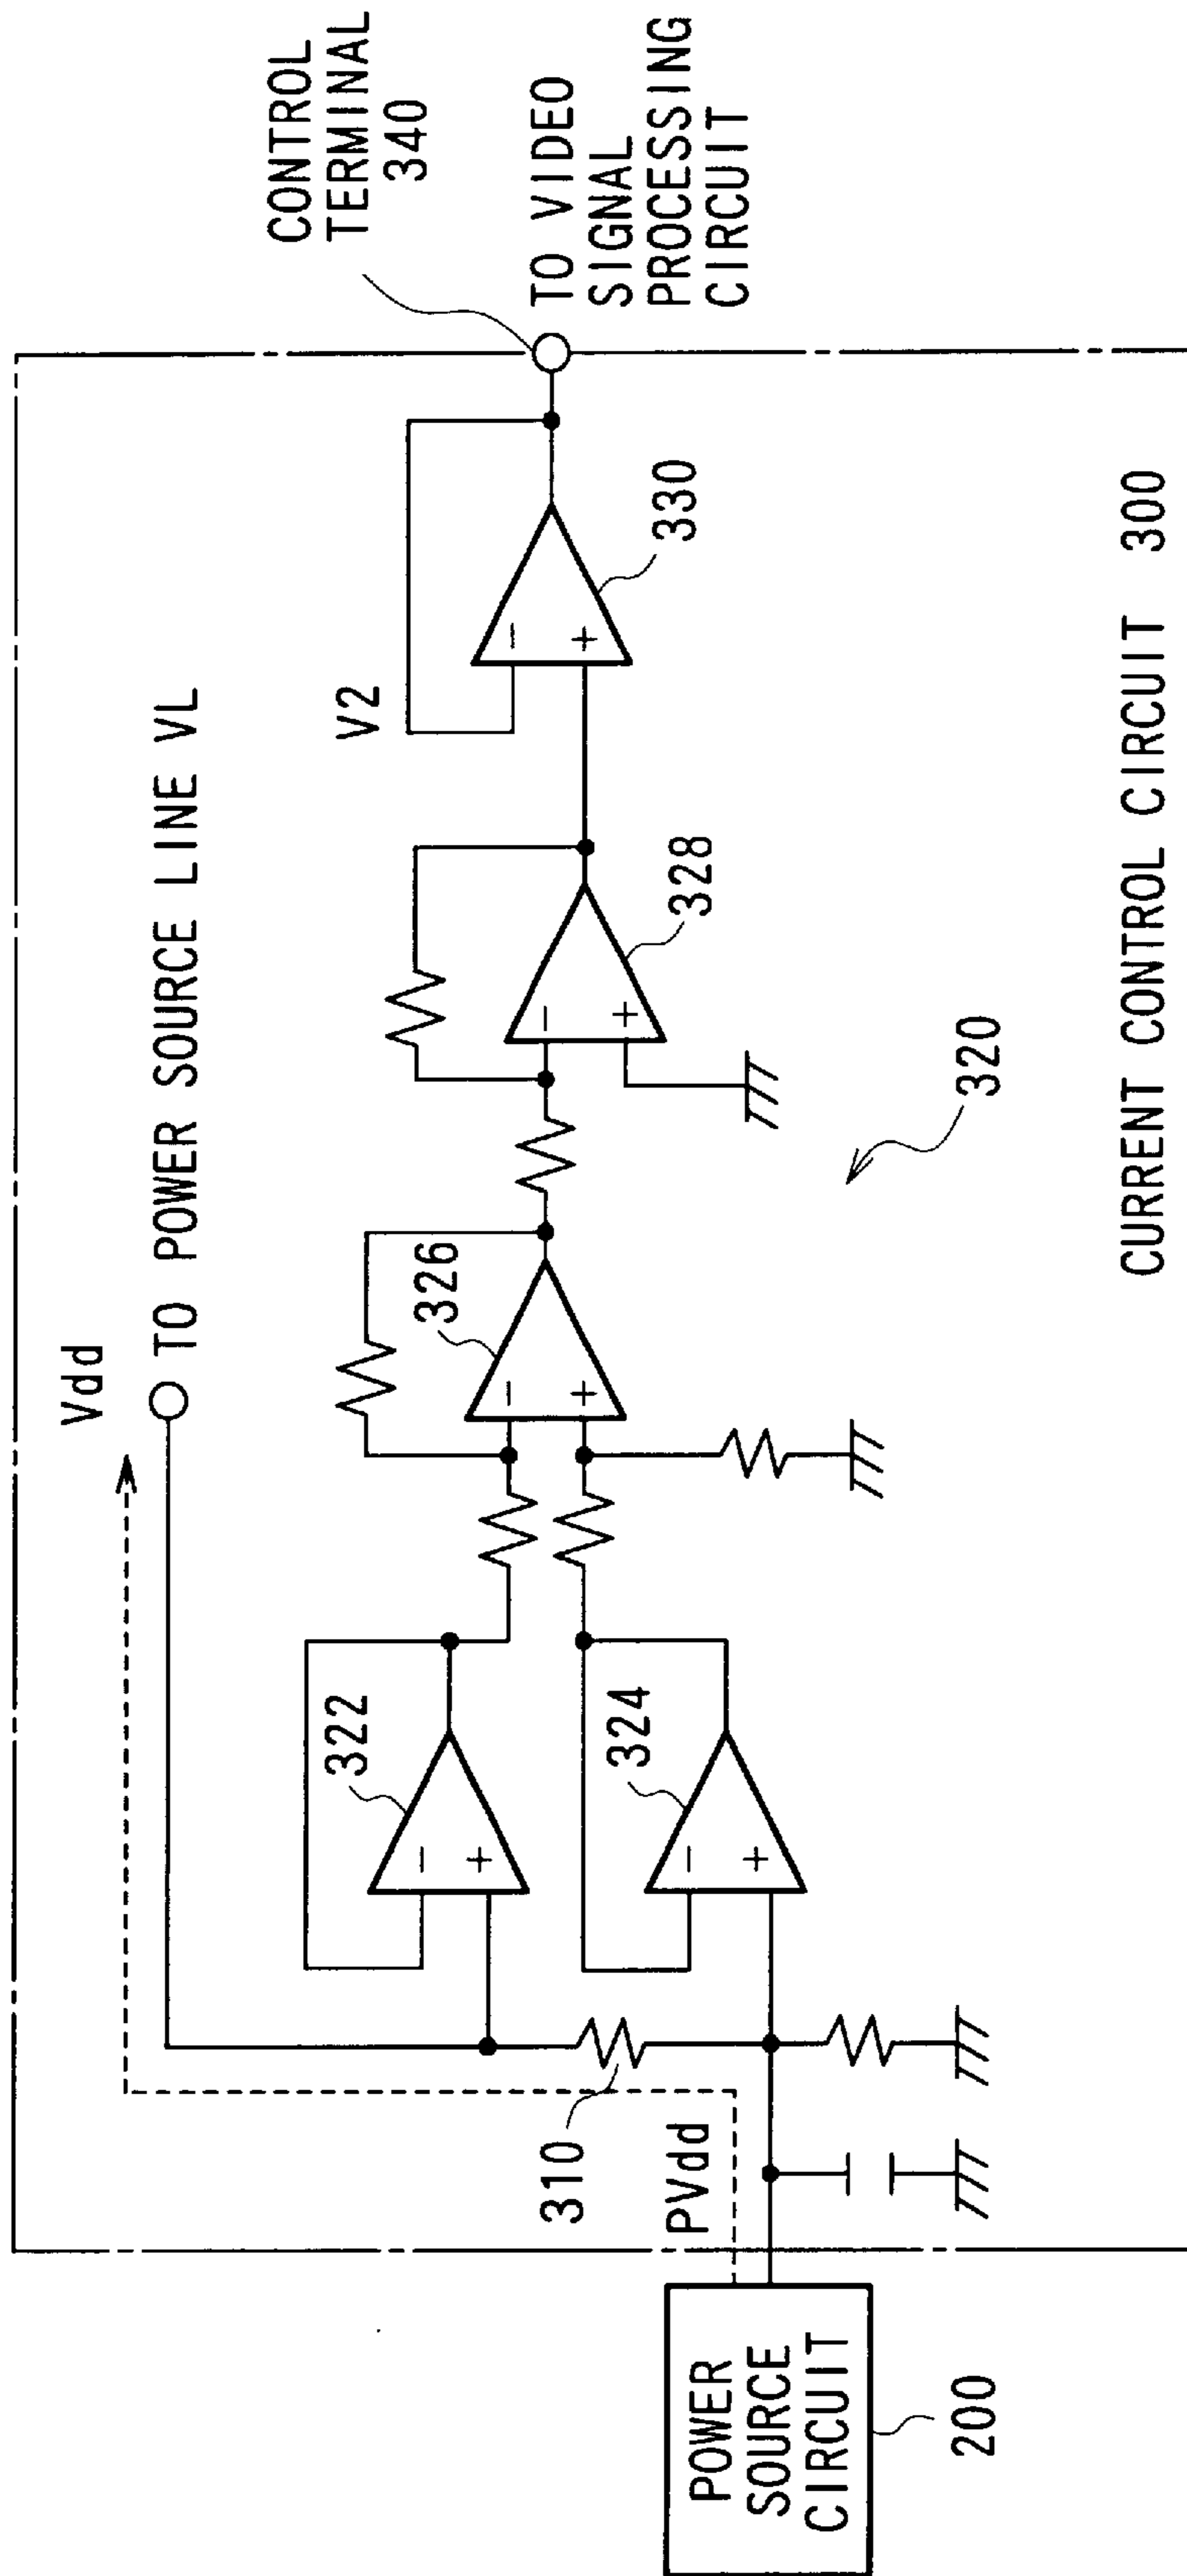 Vdd
TO POWER SOURCE LINE VL
CONTROL
TERMINAL
340
V2
TO VIDEO
SIGNAL
PROCESSING
CIRCUIT
322
-
+
324
-
+
326
-
+
328
-
+
330
-
+
310
PVdd
POWER
SOURCE
CIRCUIT
200
320
CURRENT CONTROL CIRCUIT 300